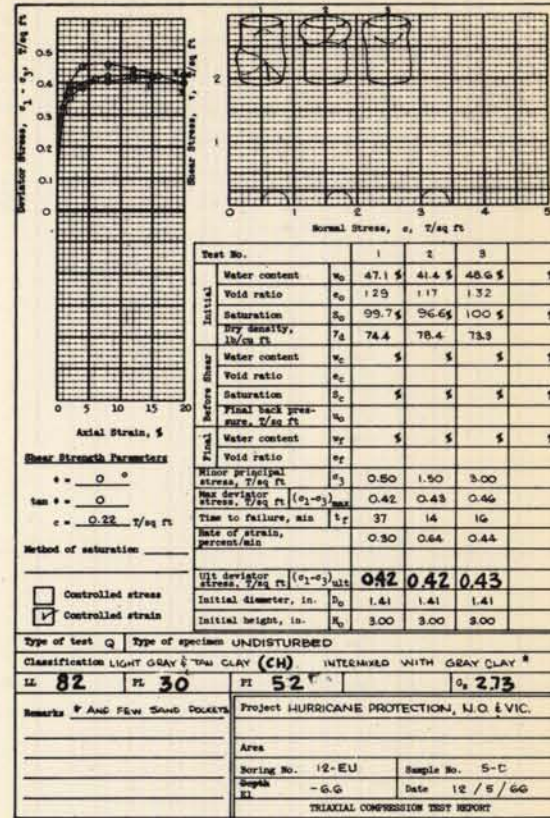 Deviator Stress, σ1 - σ3, T/sq ft
0.5
0.4
0.3
0.2
0.1
0
0 5 10 15 20
Axial Strain, %
Shear Stress, τ, T/sq ft
2
1
1 2 3
0 1 2 3 4 5
Normal Stress, σ, T/sq ft
Shear Strength Parameters
φ = 0 °
tan φ = 0
c = 0.22 T/sq ft
Method of saturation
Controlled stress
Controlled strain
Test No. 1 2 3
Initial
Water content w₀ 47.1 % 41.4 % 48.6 % %
Void ratio e₀ 1.29 1.17 1.32
Saturation S₀ 99.7 % 96.6 % 100 % %
Dry density, lb/cu ft γd 74.4 78.4 73.3
Before Shear
Water content wc % % % %
Void ratio ec
Saturation Sc % % % %
Final back pressure, T/sq ft u₀
Final
Water content wf % % % %
Void ratio ef
Minor principal stress, T/sq ft σ3 0.50 1.50 3.00
Max deviator stress, T/sq ft (σ1-σ3)max 0.42 0.43 0.46
Time to failure, min tf 37 14 16
Rate of strain, percent/min 0.30 0.64 0.44
Ult deviator stress, T/sq ft (σ1-σ3)ult 0.42 0.42 0.43
Initial diameter, in. D₀ 1.41 1.41 1.41
Initial height, in. H₀ 3.00 3.00 3.00
Type of test Q Type of specimen UNDISTURBED
Classification LIGHT GRAY & TAN CLAY (CH). INTERMIXED WITH GRAY CLAY *
LL 82 PL 30 PI 52 Gs 2.73
Remarks * AND FEW SAND POCKETS
Project HURRICANE PROTECTION, N.O. & VIC.
Area
Boring No. 12-EU Sample No. 5-C
Depth El -6.6 Date 12/5/66
TRIAXIAL COMPRESSION TEST REPORT